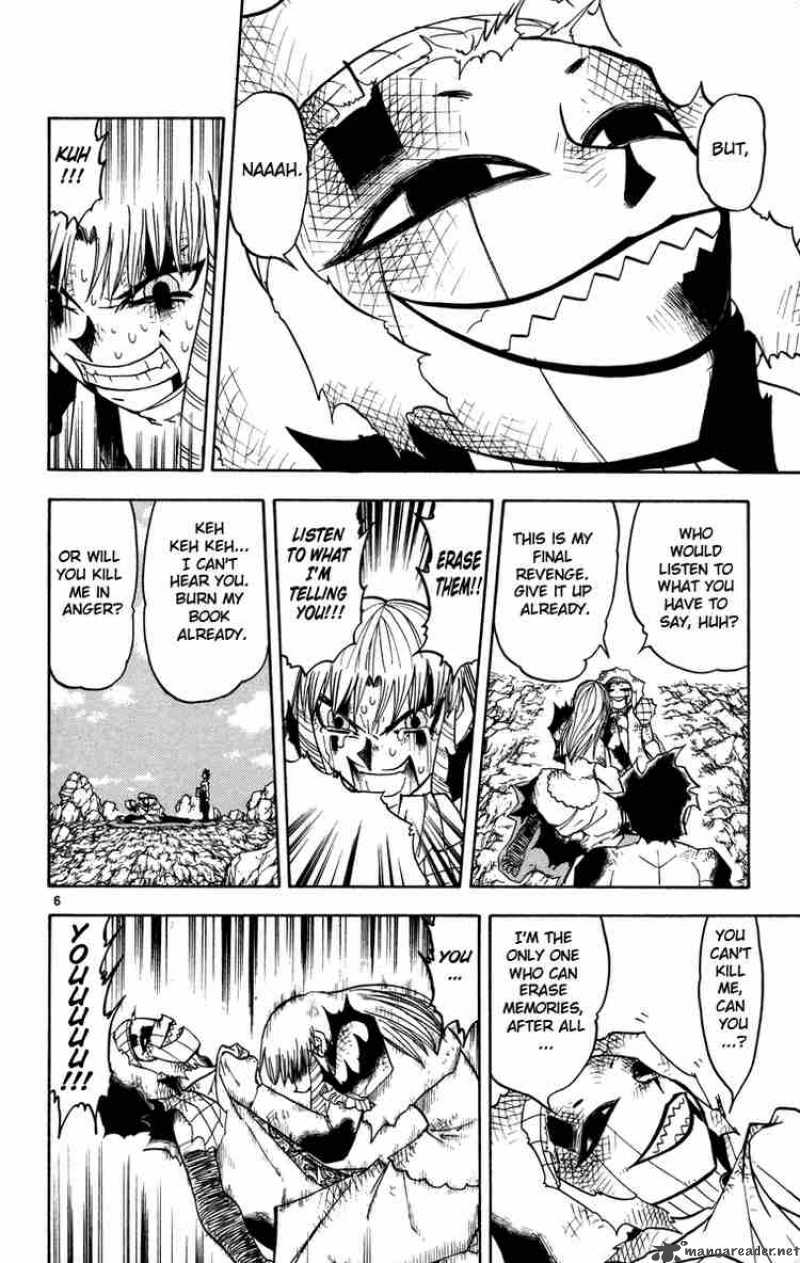 BUT,
NAAAH.
KUH
!!!
WHO
WOULD
LISTEN TO
WHAT YOU
HAVE TO
SAY, HUH?
THIS IS MY
FINAL
REVENGE.
GIVE IT UP
ALREADY.
ERASE
THEM!!
LISTEN
TO WHAT
I'M
TELLING
YOU!!!
KEH
KEH KEH...
I CAN'T
HEAR YOU.
BURN MY
BOOK
ALREADY.
OR WILL
YOU KILL
ME IN
ANGER?
6
YOU
CAN'T
KILL
ME,
CAN
YOU
...?
I'M THE
ONLY ONE
WHO CAN
ERASE
MEMORIES,
AFTER ALL
...
YOU
...
YOUUUUU!!!
mangareader.net